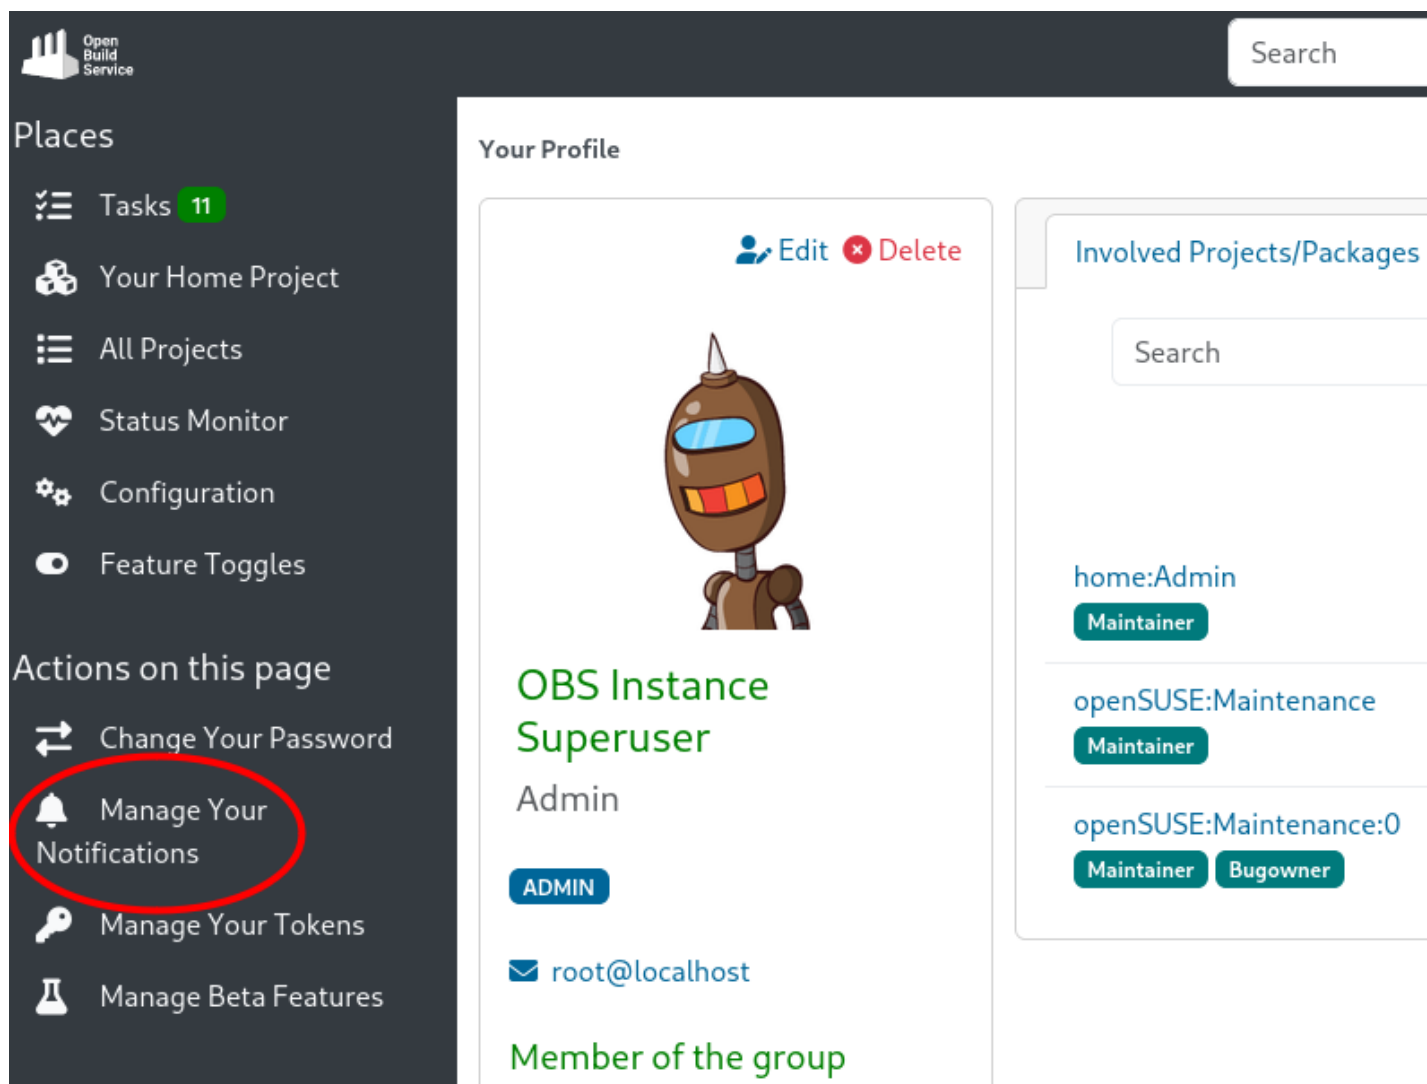 Open
Build
Service
Search
Places
Tasks 11
Your Home Project
All Projects
Status Monitor
Configuration
Feature Toggles
Actions on this page
Change Your Password
Manage Your
Notifications
Manage Your Tokens
Manage Beta Features
Your Profile
Edit Delete
OBS Instance
Superuser
Admin
ADMIN
root@localhost
Member of the group
Involved Projects/Packages
Search
home:Admin
Maintainer
openSUSE:Maintenance
Maintainer
openSUSE:Maintenance:0
Maintainer Bugowner